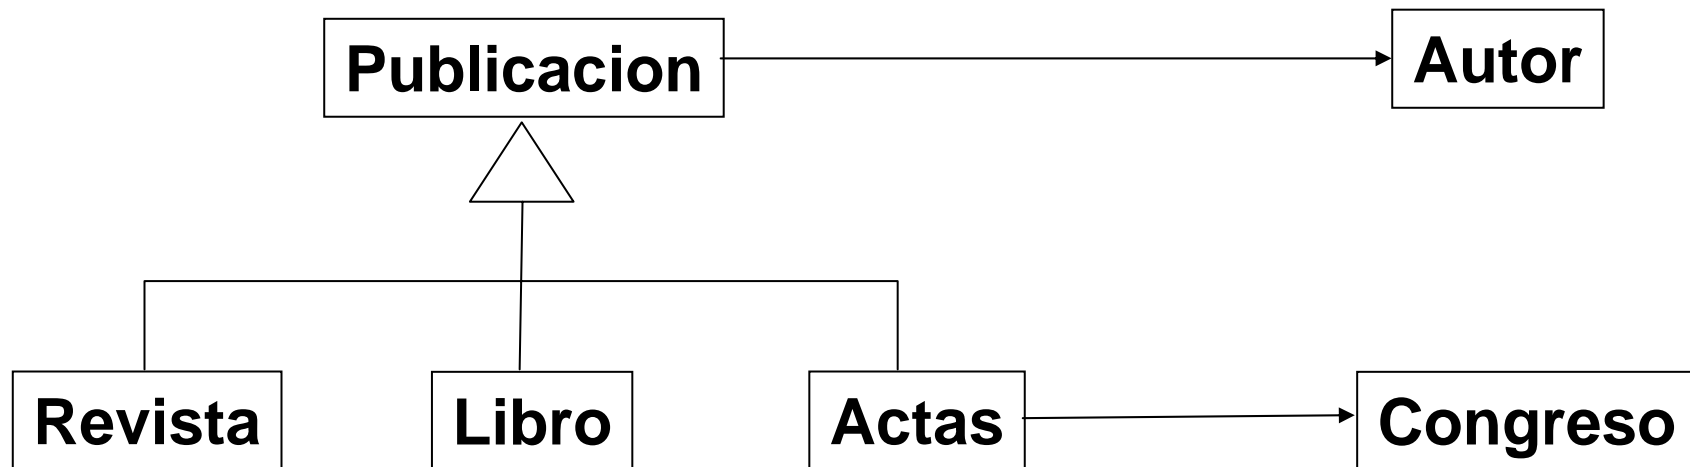 Publicacion
Autor
Revista
Libro
Actas
Congreso